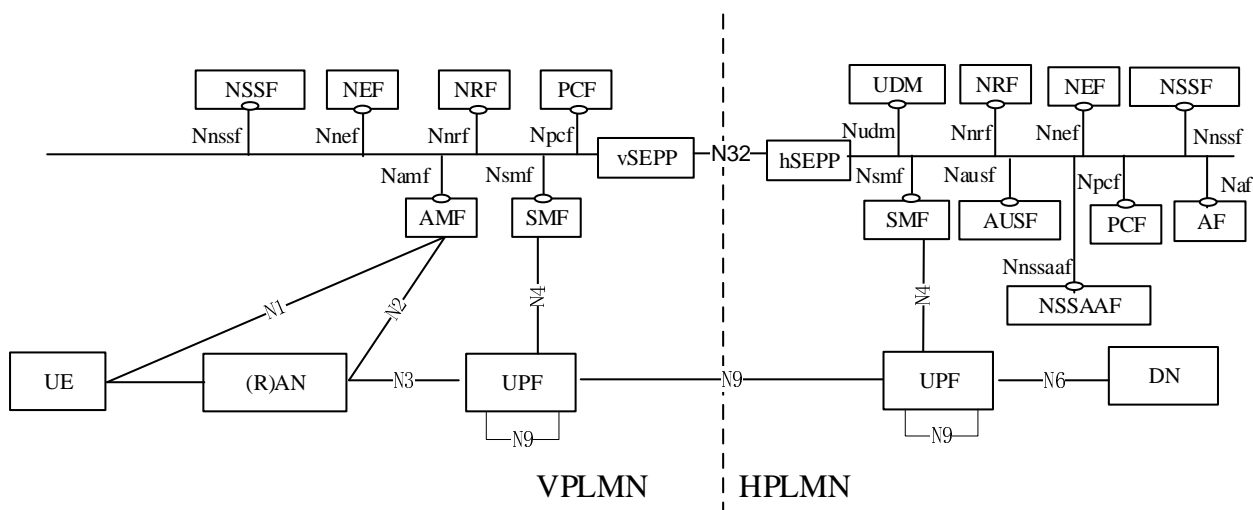 NSSF NEF NRF PCF
UDM NRF NEF NSSF
Nnssf Nnef Nnrf Npcf
Nudm Nnrf Nnef Nnssf
vSEPP N32 hSEPP
Namf Nsmf
Nsmf Nausf Npcf Naf
AMF SMF
SMF AUSF PCF AF
Nnssaaf
N1 N2 N4 N4
NSSAAF
UE (R)AN N3 UPF N9 UPF N6 DN
N9 N9
VPLMN HPLMN